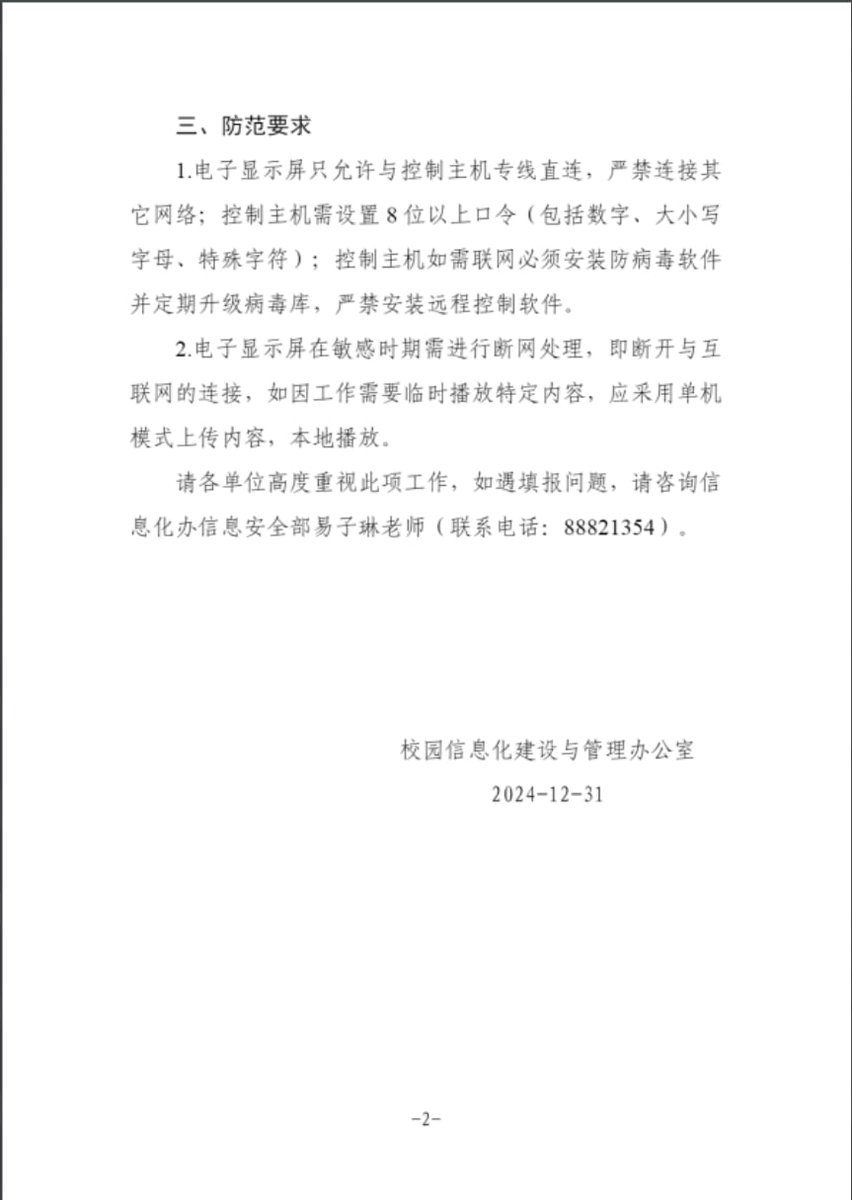 三、防范要求
1.电子显示屏只允许与控制主机专线直连，严禁连接其
它网络；控制主机需设置 8 位以上口令（包括数字、大小写
字母、特殊字符）；控制主机如需联网必须安装防病毒软件
并定期升级病毒库，严禁安装远程控制软件。
2.电子显示屏在敏感时期需进行断网处理，即断开与互
联网的连接，如因工作需要临时播放特定内容，应采用单机
模式上传内容，本地播放。
请各单位高度重视此项工作，如遇填报问题，请咨询信
息化办信息安全部易子琳老师（联系电话：88821354）。
校园信息化建设与管理办公室
2024-12-31
-2-